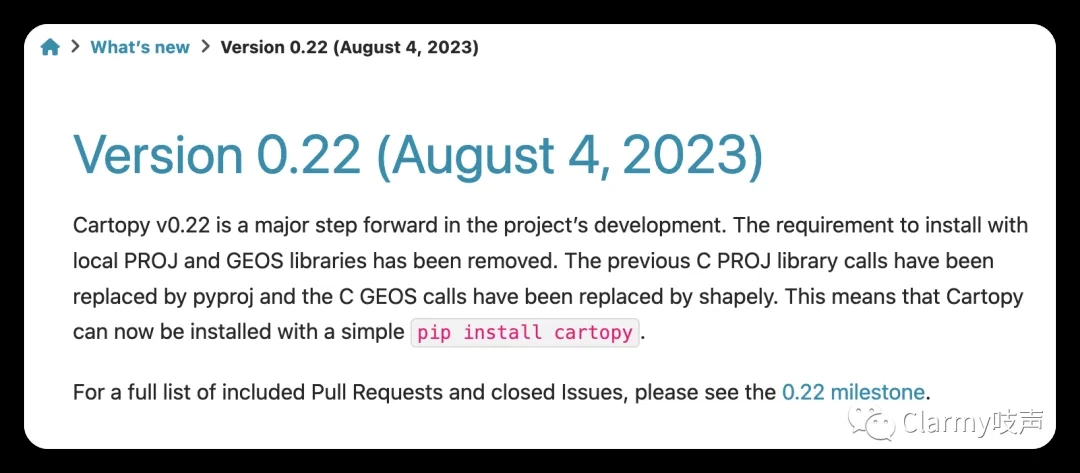 What's new Version 0.22 (August 4, 2023)
Version 0.22 (August 4, 2023)
Cartopy v0.22 is a major step forward in the project's development. The requirement to install with
local PROJ and GEOS libraries has been removed. The previous C PROJ library calls have been
replaced by pyproj and the C GEOS calls have been replaced by shapely. This means that Cartopy
can now be installed with a simple pip install cartopy.
For a full list of included Pull Requests and closed Issues, please see the 0.22 milestone.
Clarmy吱声